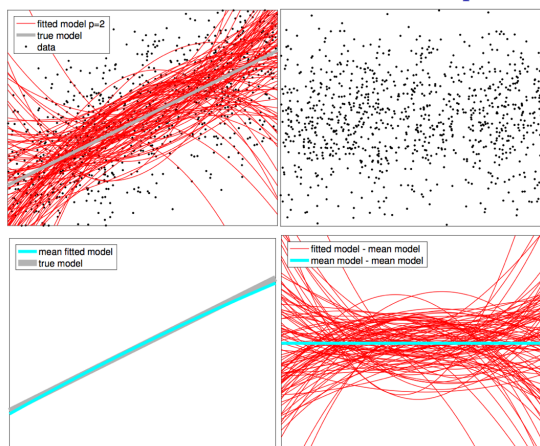 fitted model p=2
true model
data
mean fitted model
true model
fitted model - mean model
mean model - mean model